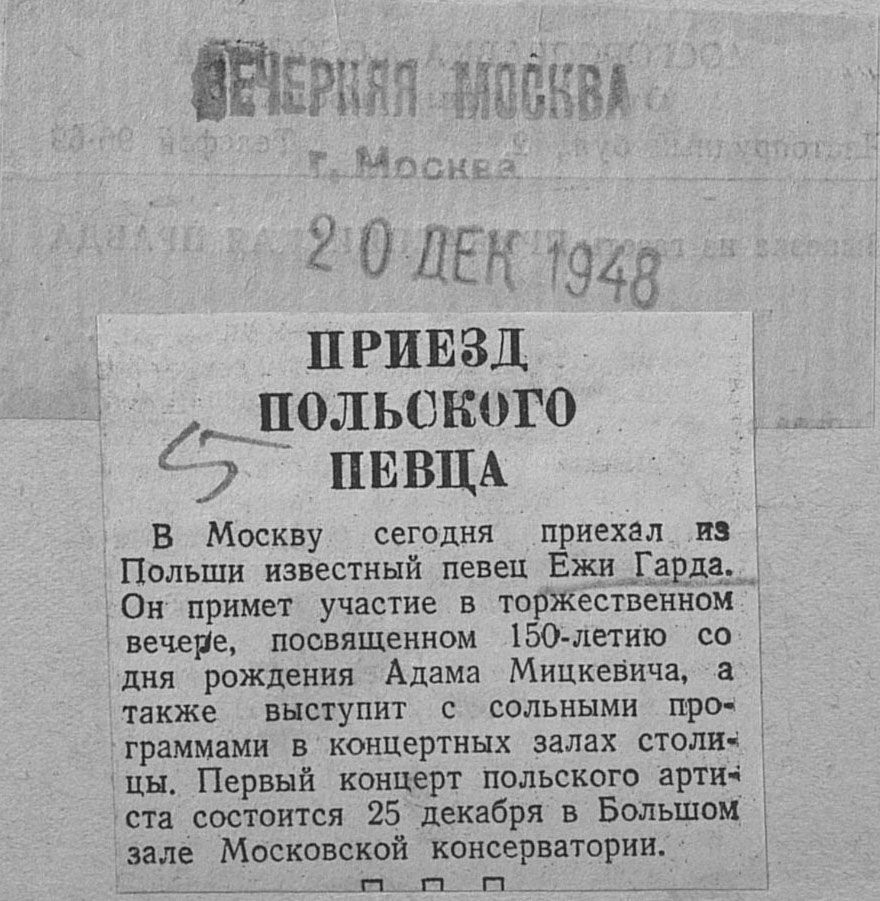 ВЕЧЕРНЯЯ МОСКВА
г. Москва
20 ДЕК 1948
ПРИЕЗД
ПОЛЬСКОГО
ПЕВЦА
В Москву сегодня приехал из
Польши известный певец Ежи Гарда.
Он примет участие в торжественном
вечере, посвященном 150-летию со
дня рождения Адама Мицкевича, а
также выступит с сольными про-
граммами в концертных залах столи-
цы. Первый концерт польского арти-
ста состоится 25 декабря в Большом
зале Московской консерватории.